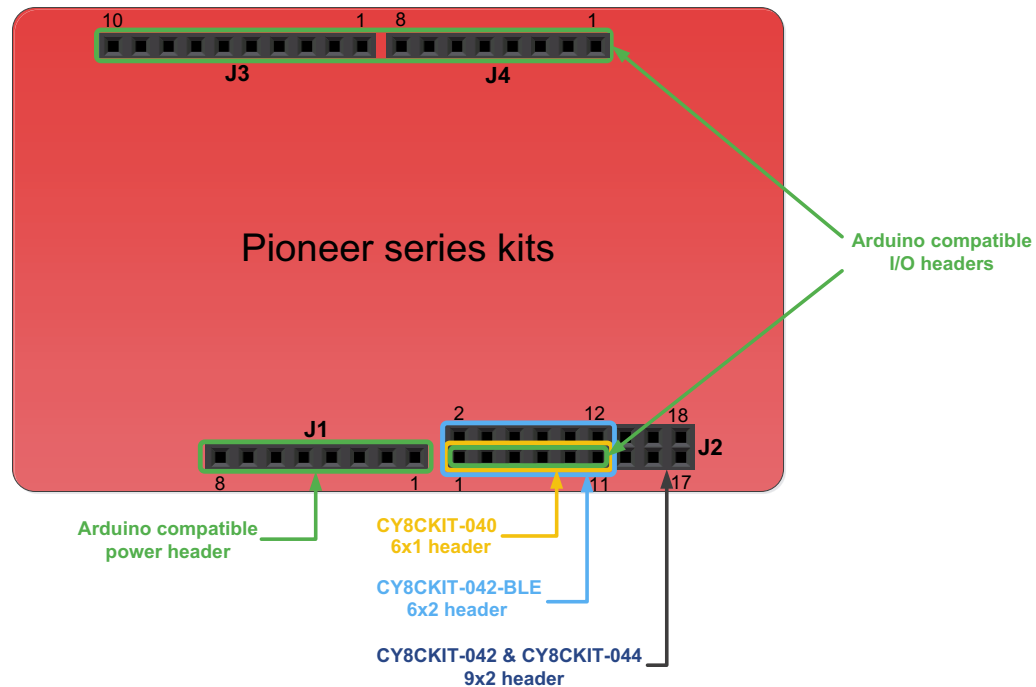 10 1 8 1
J3 J4
Pioneer series kits
Arduino compatible
I/O headers
2 12 18
J1
J2
8 1 1 11 17
Arduino compatible
power header
CY8CKIT-040
6x1 header
CY8CKIT-042-BLE
6x2 header
CY8CKIT-042 & CY8CKIT-044
9x2 header